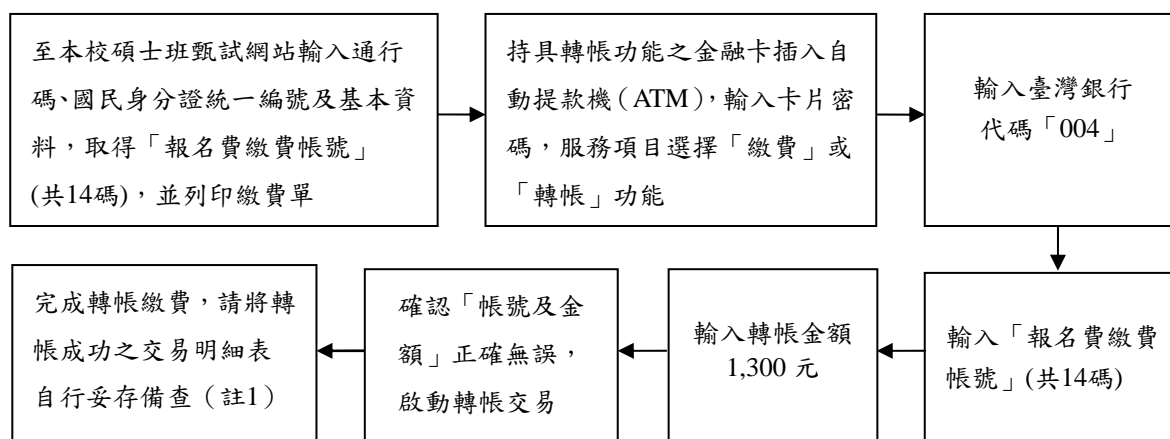 至本校碩士班甄試網站輸入通行
碼、國民身分證統一編號及基本資
料，取得「報名費繳費帳號」
(共14碼)，並列印繳費單
持具轉帳功能之金融卡插入自
動提款機（ATM），輸入卡片密
碼，服務項目選擇「繳費」或
「轉帳」功能
輸入臺灣銀行
代碼「004」
輸入「報名費繳費
帳號」(共14碼)
輸入轉帳金額
1,300 元
確認「帳號及金
額」正確無誤，
啟動轉帳交易
完成轉帳繳費，請將轉
帳成功之交易明細表
自行妥存備查（註1）